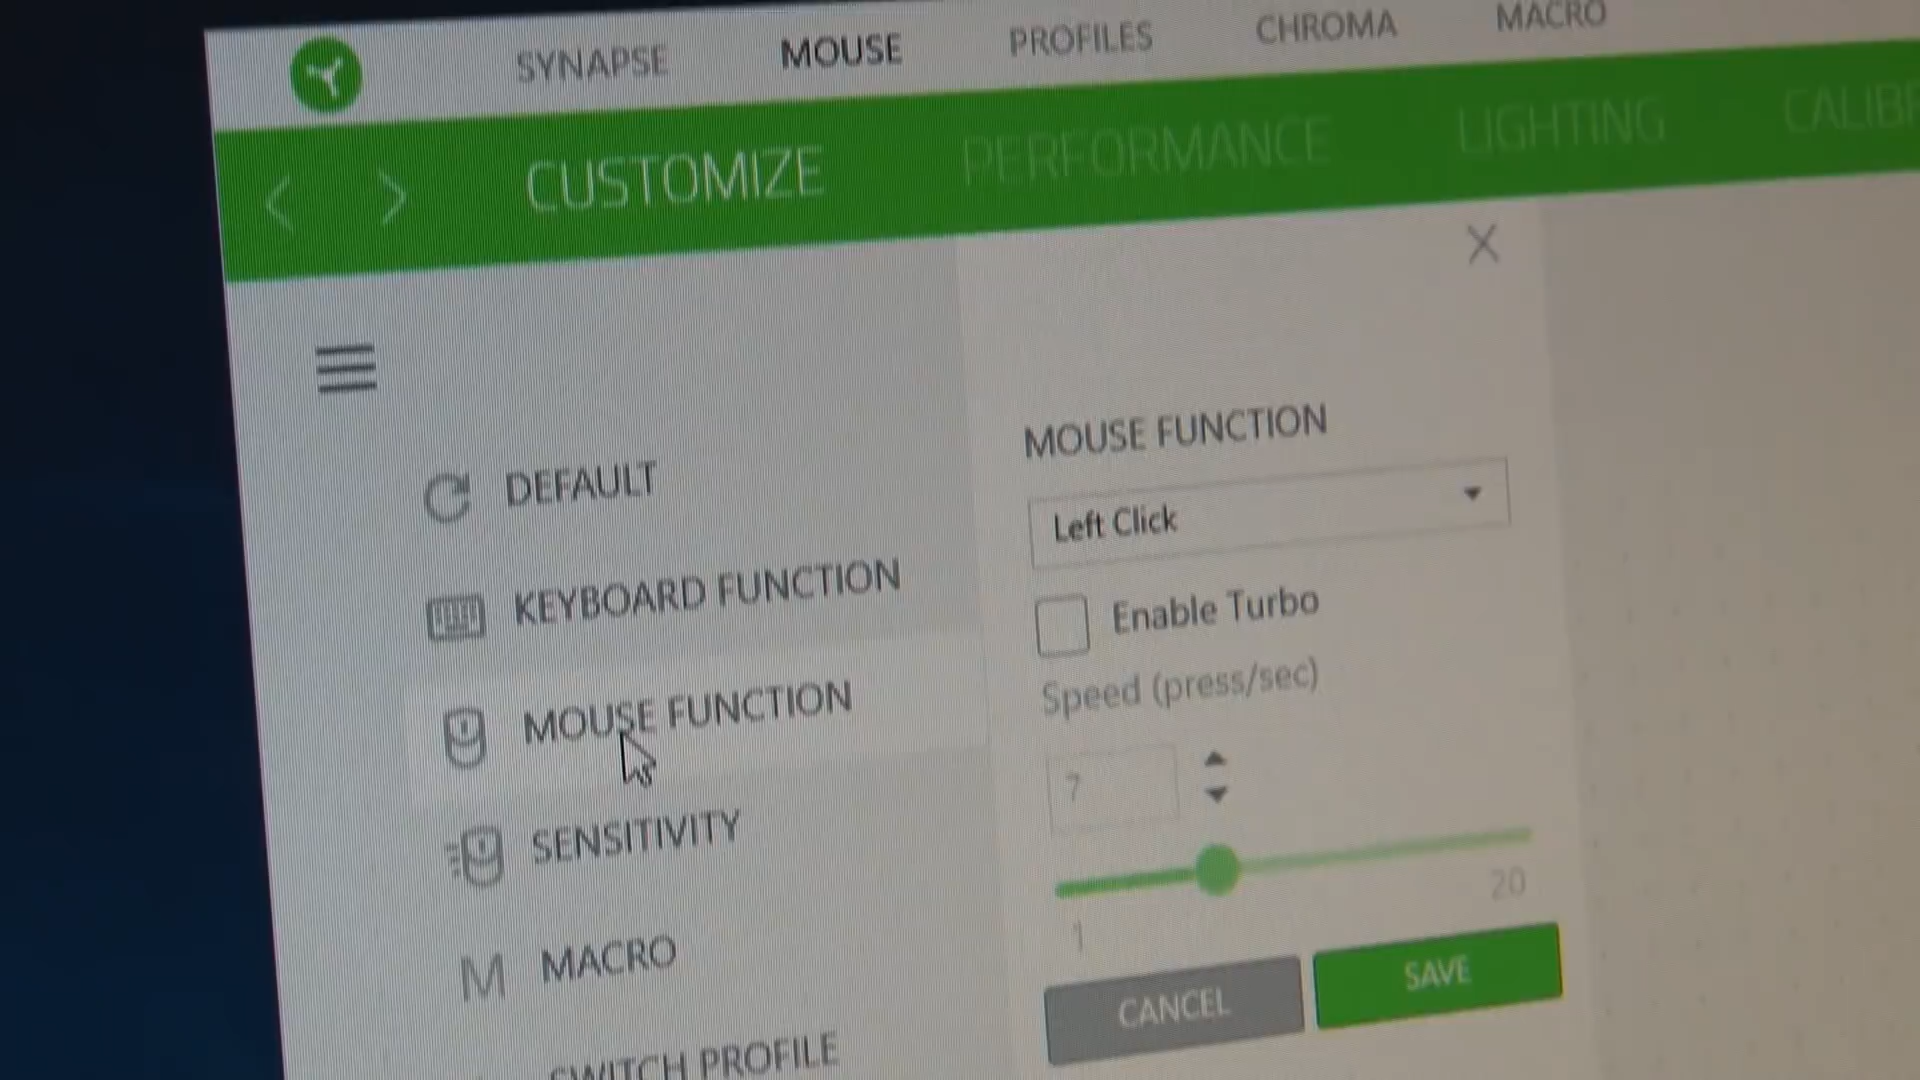 SYNAPSE MOUSE PROFILES CHROMA MACRO
CUSTOMIZE PERFORMANCE LIGHTING
DEFAULT
KEYBOARD FUNCTION
MOUSE FUNCTION
SENSITIVITY
M MACRO
SWITCH PROFILE
MOUSE FUNCTION
Left Click
Enable Turbo
Speed (press/sec)
7
1 20
CANCEL SAVE